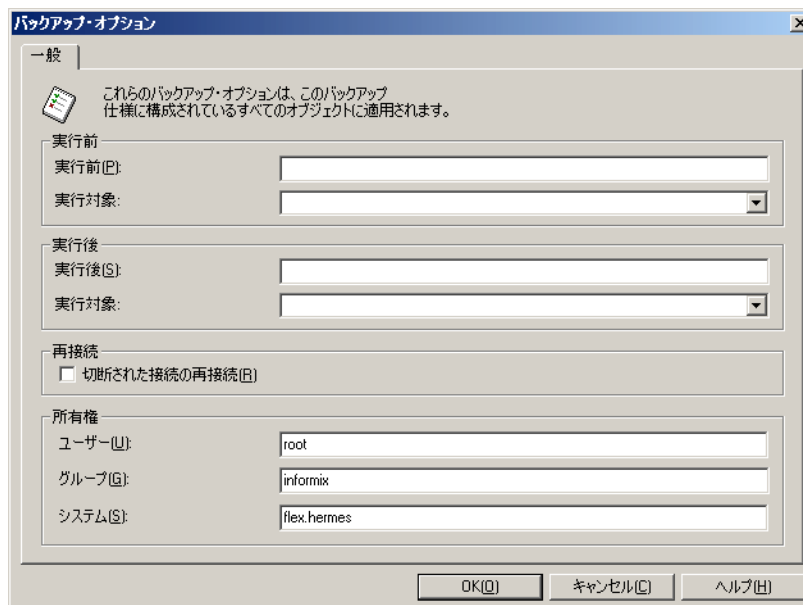 バックアップ・オプション
一般
これらのバックアップ・オプションは、このバックアップ
仕様に構成されているすべてのオブジェクトに適用されます。
実行前
実行前(P):
実行対象:
実行後
実行後(S):
実行対象:
再接続
切断された接続の再接続(R)
所有権
ユーザー(U): root
グループ(G): informix
システム(S): flex.hermes
OK(O) キャンセル(C) ヘルプ(H)